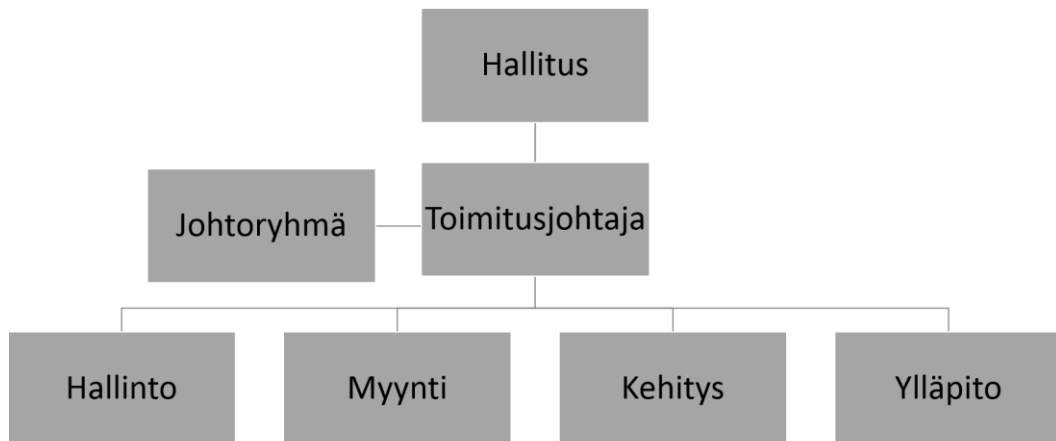 Hallitus
Johtoryhmä
Toimitusjohtaja
Hallinto
Myynti
Kehitys
Ylläpito